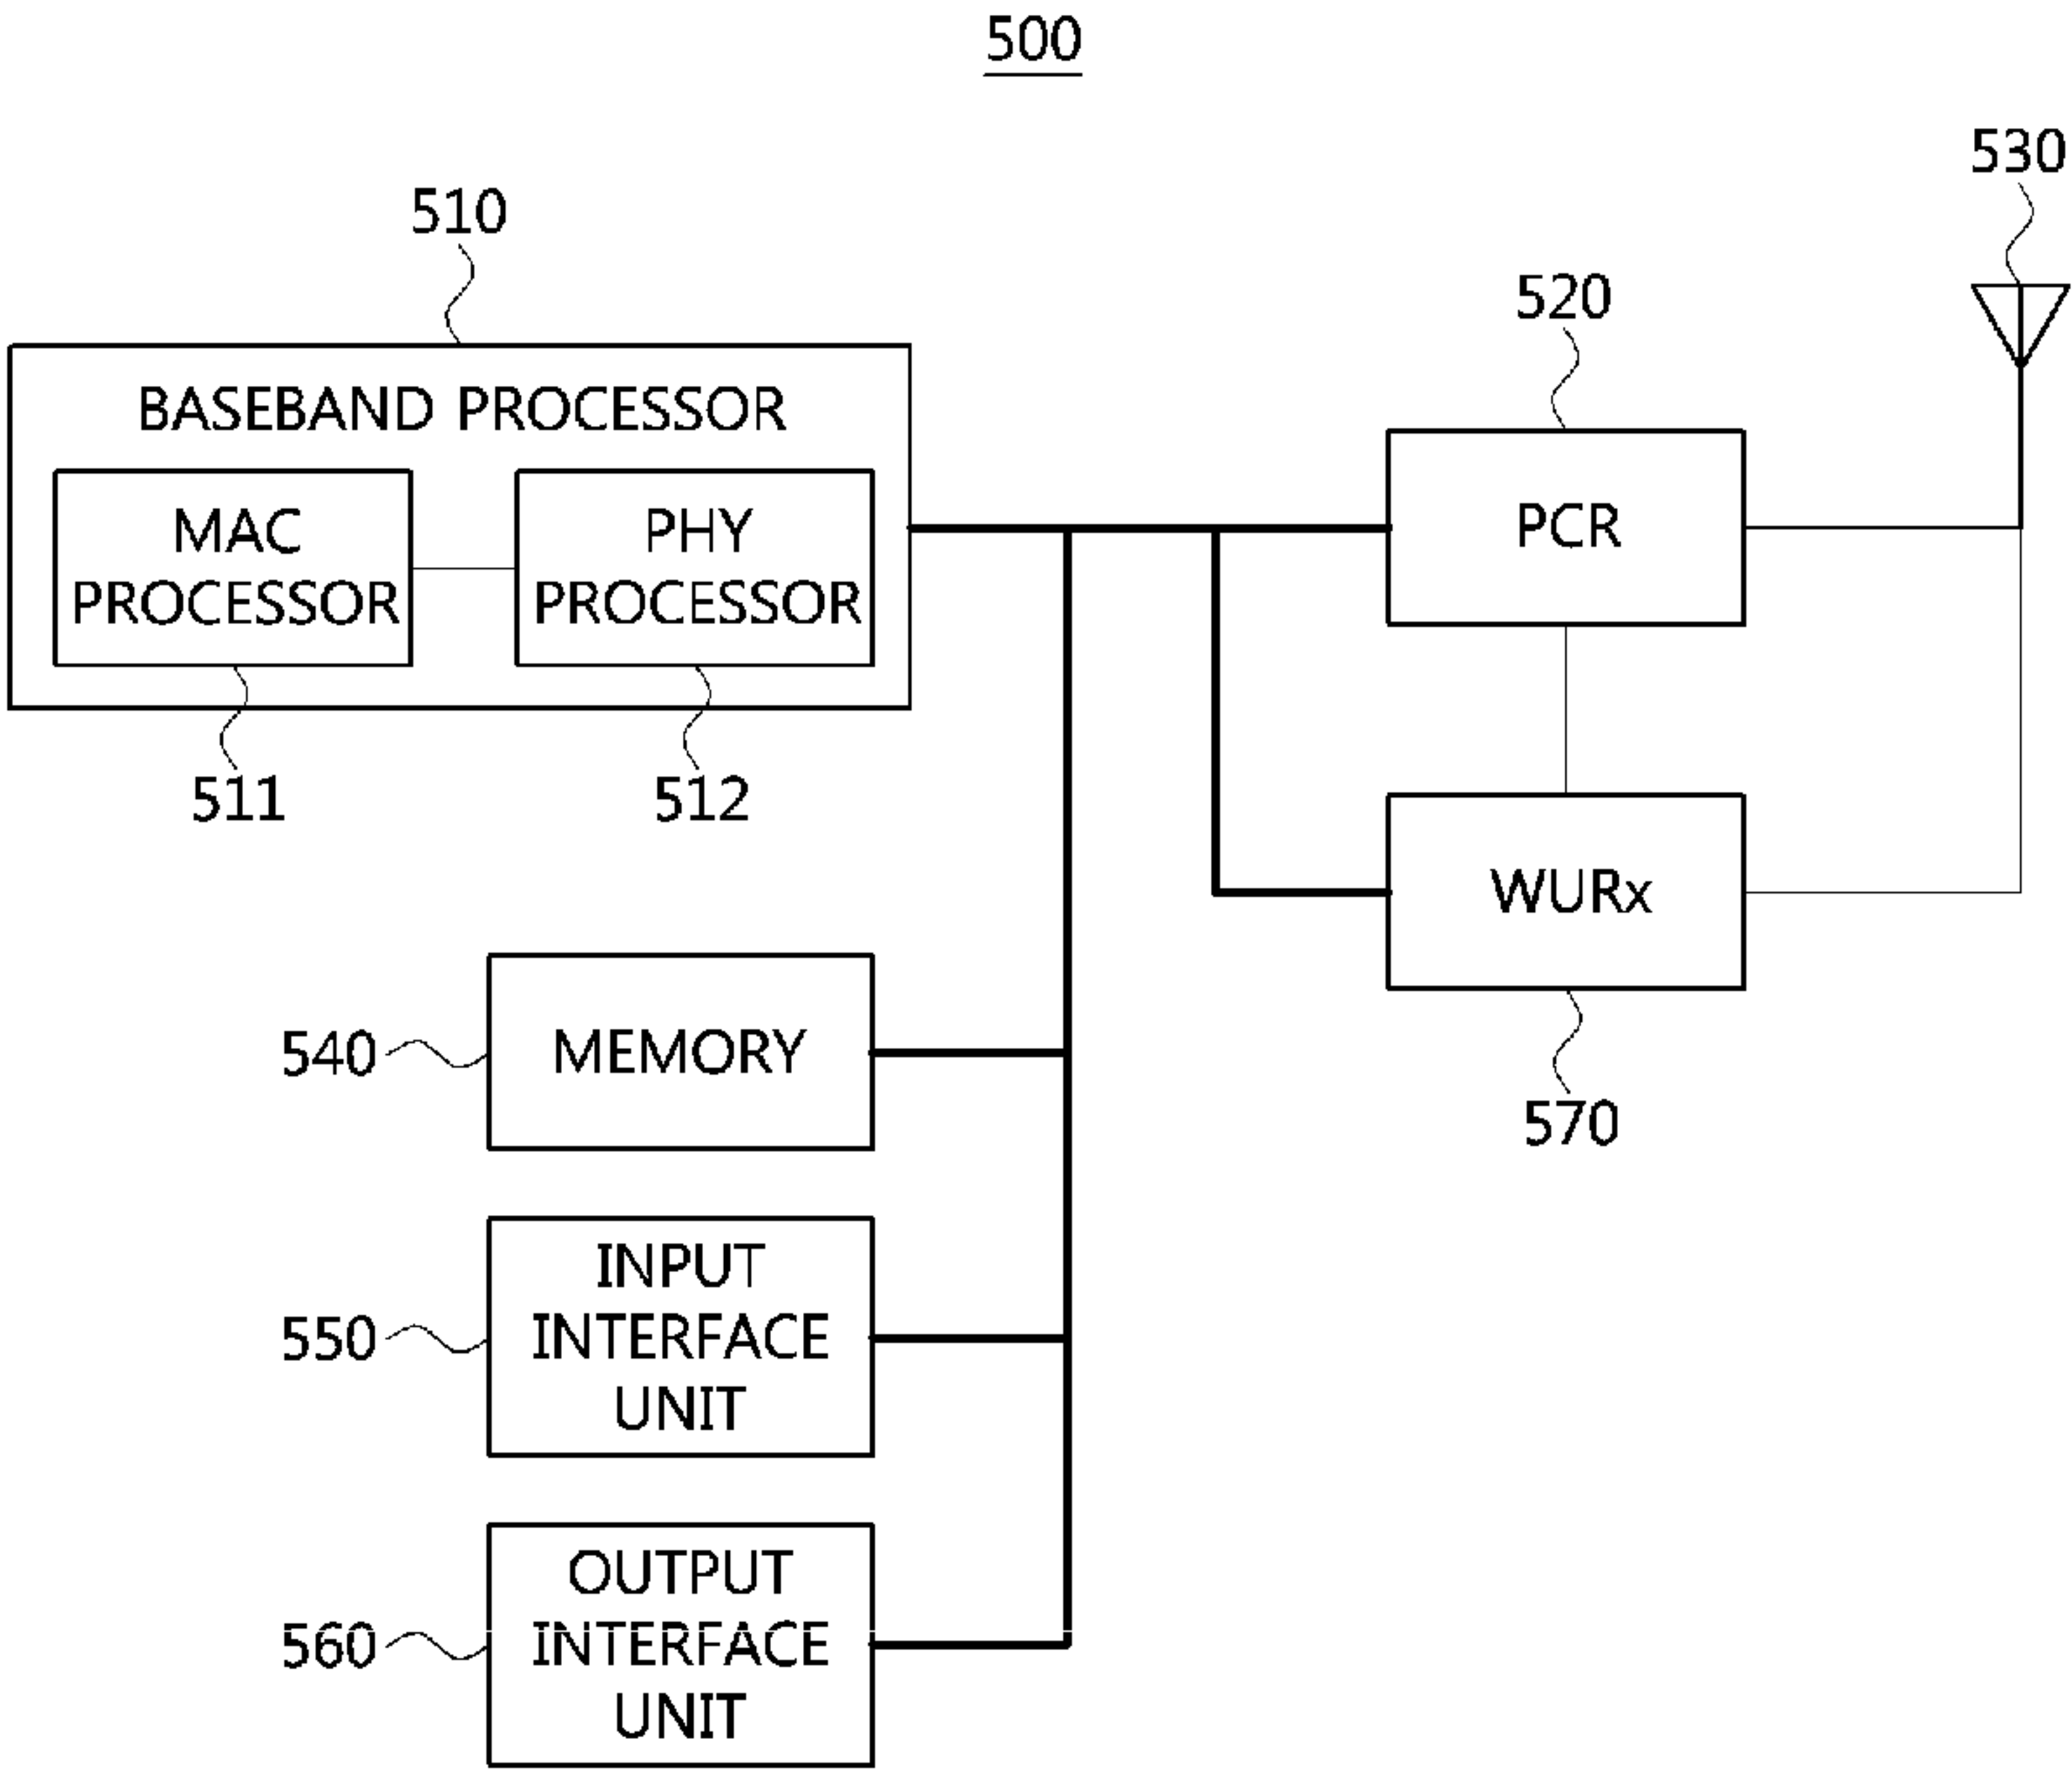 500
530
510
520
BASEBAND PROCESSOR
MAC
PROCESSOR
PHY
PROCESSOR
PCR
511
512
WURx
540
MEMORY
570
550
INPUT
INTERFACE
UNIT
560
OUTPUT
INTERFACE
UNIT